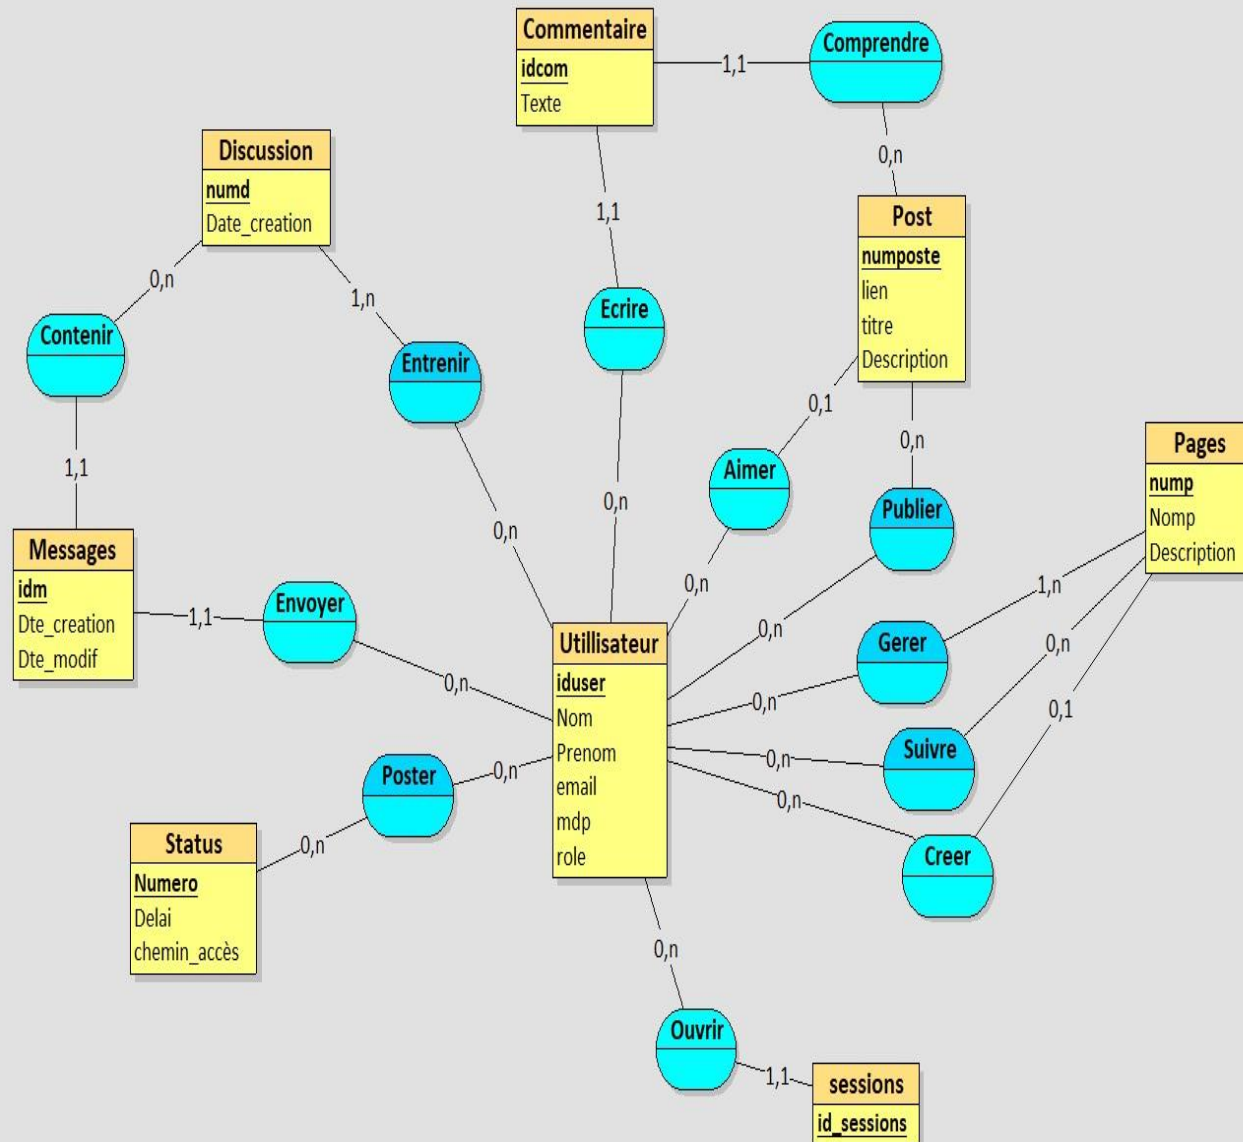 Commentaire
idcom
Texte
1,1
Comprendre
0,n
Discussion
numd
Date_creation
1,1
Post
numposte
lien
titre
Description
0,n
1,n
Contenir
Ecrire
Entrenir
0,1
1,1
0,n
Aimer
0,n
Publier
Pages
nump
Nomp
Description
Messages
idm
Dte_creation
Dte_modif
0,n
0,n
1,1
Envoyer
0,n
0,n
1,n
Gerer
0,n
0,n
Utillisateur
iduser
Nom
Prenom
email
mdp
role
0,n
Suivre
0,n
0,1
Poster
0,n
0,n
Creer
Status
Numero
Delai
chemin_accès
0,n
0,n
Ouvrir
1,1
sessions
id_sessions